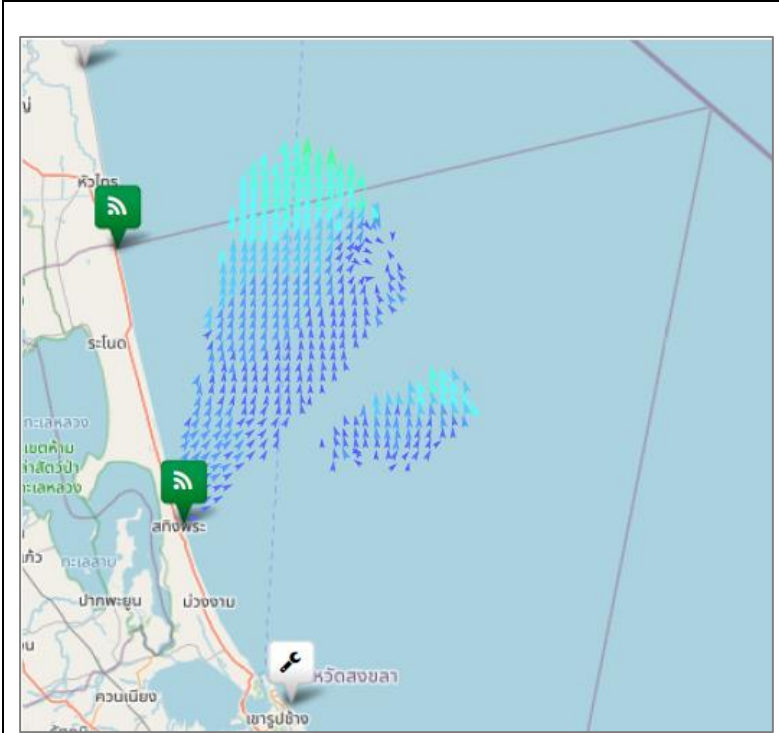 หัวไทร
ระโนด
ทะเลหลวง
เขตห้าม
ล่าสัตว์ป่า
ทะเลหลวง
สทิงพระ
ทะเลสาบ
ปากพะยูน
ม่วงงาม
หวัดสงขลา
ควนเนียง
เขารูปช้าง